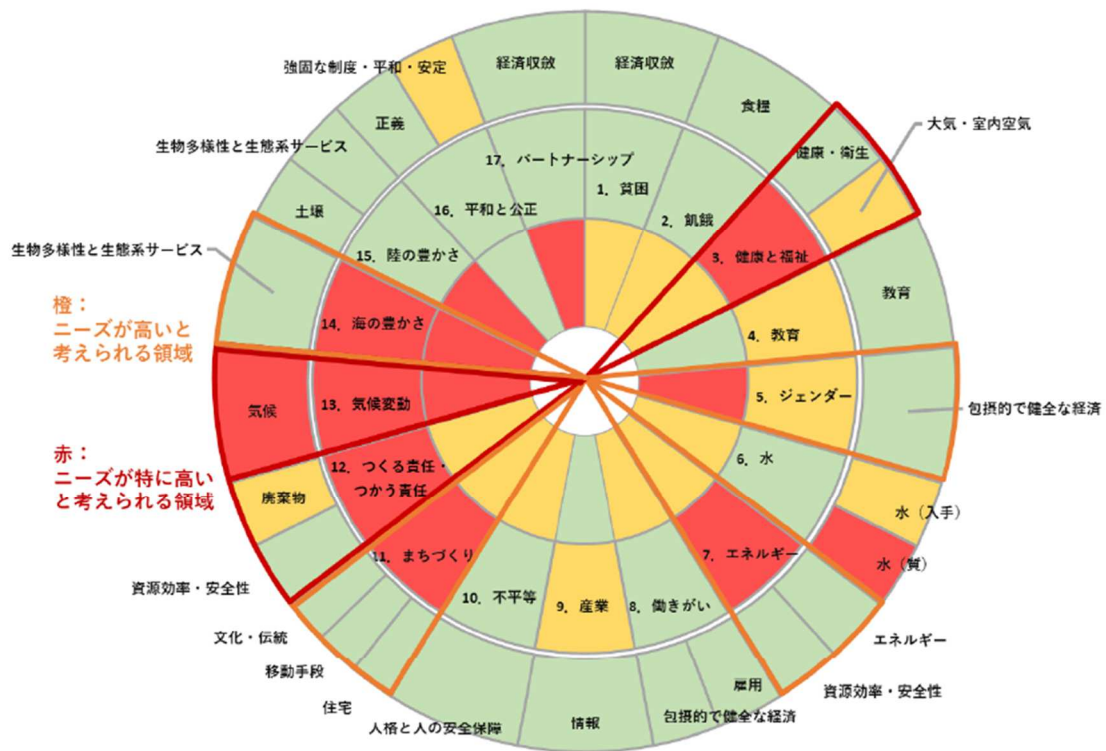 経済収斂
経済収斂
強固な制度・平和・安定
食糧
大気・室内空気
正義
健康・衛生
生物多様性と生態系サービス
17. パートナーシップ
1. 貧困
土壌
16. 平和と公正
2. 飢餓
生物多様性と生態系サービス
15. 陸の豊かさ
3. 健康と福祉
教育
橙：
ニーズが高いと
考えられる領域
14. 海の豊かさ
4. 教育
気候
13. 気候変動
5. ジェンダー
包摂的で健全な経済
赤：
ニーズが特に高い
と考えられる領域
12. つくる責任・
つかう責任
6. 水
廃棄物
水（入手）
11. まちづくり
7. エネルギー
水（質）
資源効率・安全性
10. 不平等
9. 産業
8. 働きがい
文化・伝統
エネルギー
移動手段
雇用
資源効率・安全性
住宅
人格と人の安全保障
情報
包摂的で健全な経済